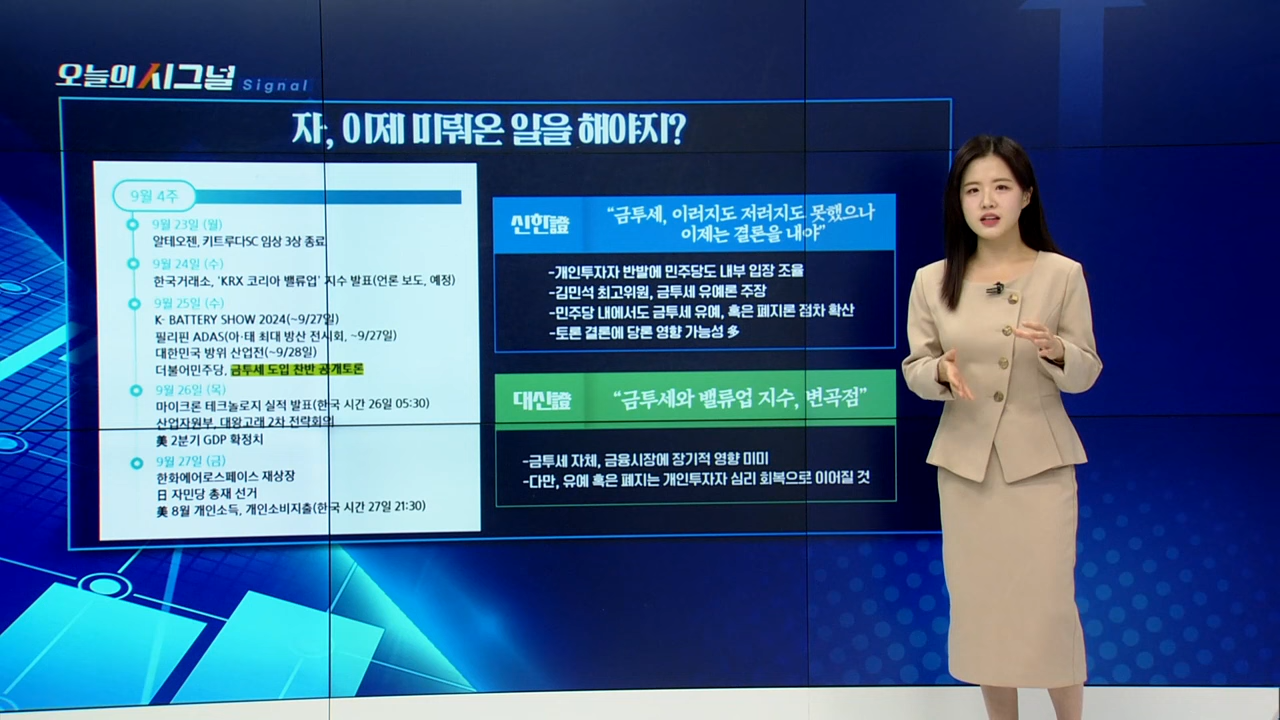 오늘의 시그널 Signal
자, 이제 미뤄온 일을 해야지?
9월 4주
9월 23일 (월)
알테오젠, 키트루다SC 임상 3상 종료
9월 24일 (수)
한국거래소, 'KRX 코리아 밸류업' 지수 발표(언론 보도, 예정)
9월 25일 (수)
K- BATTERY SHOW 2024(~9/27일)
필리핀 ADAS(아·태 최대 방산 전시회, ~9/27일)
대한민국 방위 산업전(~9/28일)
더불어민주당, 금투세 도입 찬반 공개토론
9월 26일 (목)
마이크론 테크놀로지 실적 발표(한국 시간 26일 05:30)
산업자원부, 대왕고래 2차 전략회의
美 2분기 GDP 확정치
9월 27일 (금)
한화에어로스페이스 재상장
日 자민당 총재 선거
美 8월 개인소득, 개인소비지출(한국 시간 27일 21:30)
신한證
“금투세, 이러지도 저러지도 못했으나
이제는 결론을 내야”
-개인투자자 반발에 민주당도 내부 입장 조율
-김민석 최고위원, 금투세 유예론 주장
-민주당 내에서도 금투세 유예, 혹은 폐지론 점차 확산
-토론 결론에 당론 영향 가능성 多
대신證
“금투세와 밸류업 지수, 변곡점”
-금투세 자체, 금융시장에 장기적 영향 미미
-다만, 유예 혹은 폐지는 개인투자자 심리 회복으로 이어질 것